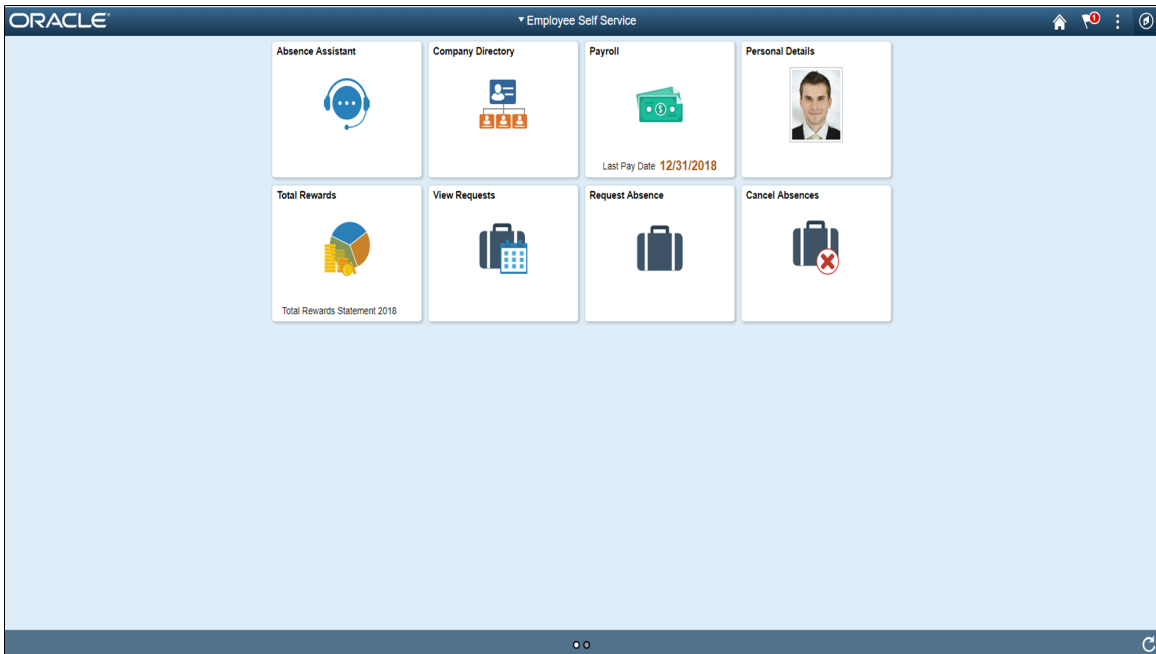 ORACLE
Employee Self Service
1
Absence Assistant
Company Directory
Payroll
Last Pay Date 12/31/2018
Personal Details
Total Rewards
Total Rewards Statement 2018
View Requests
Request Absence
Cancel Absences